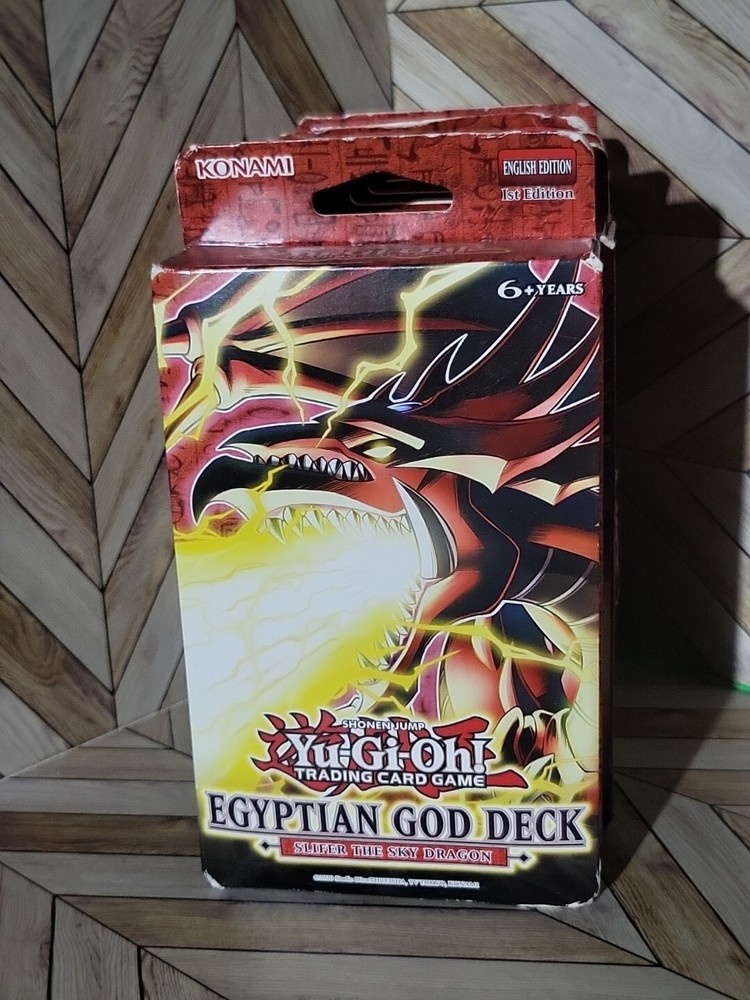 KONAMI
ENGLISH EDITION
1st Edition
6+YEARS
SHONEN JUMP
Yu-Gi-Oh!
TRADING CARD GAME
EGYPTIAN GOD DECK
SLIFER THE SKY DRAGON